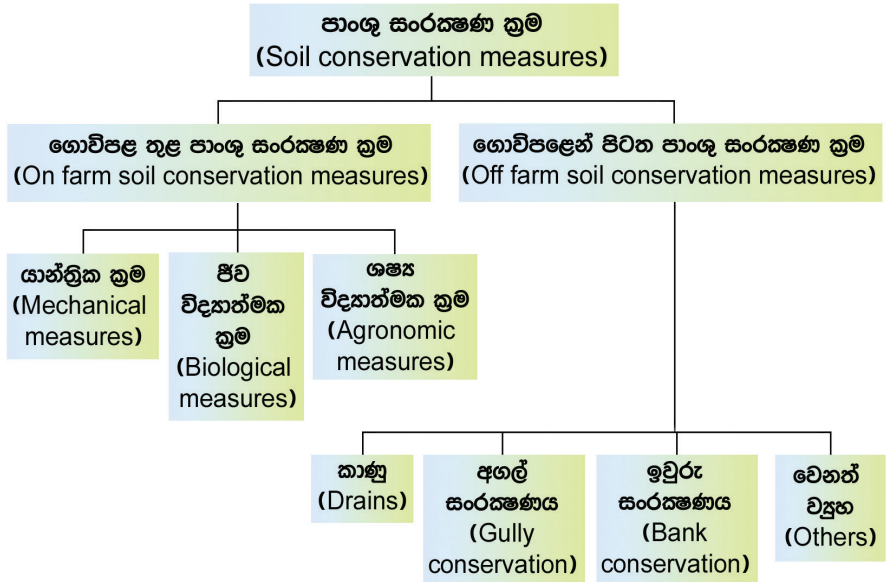 පාංශු සංරක්ෂණ ක්‍රම
(Soil conservation measures)
ගොවිපළ තුළ පාංශු සංරක්ෂණ ක්‍රම
(On farm soil conservation measures)
ගොවිපළෙන් පිටත පාංශු සංරක්ෂණ ක්‍රම
(Off farm soil conservation measures)
යාන්ත්‍රික ක්‍රම
(Mechanical
measures)
ජීව
විද්‍යාත්මක
ක්‍රම
(Biological
measures)
ශෂ්‍ය
විද්‍යාත්මක ක්‍රම
(Agronomic
measures)
කාණු
(Drains)
අගල්
සංරක්ෂණය
(Gully
conservation)
ඉවුරු
සංරක්ෂණය
(Bank
conservation)
වෙනත්
ව්‍යුහ
(Others)